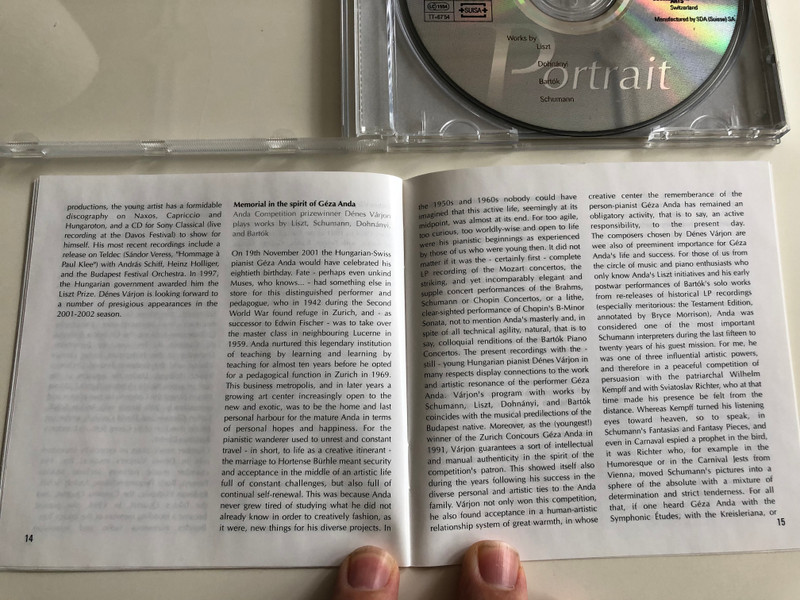 TT-6734
SUISA
Switzerland
Manufactured by SDA (Suisse) SA
Works by
Liszt
Dohnányi
Bartók
Schumann
Portrait
productions, the young artist has a formidable
discography on Naxos, Capriccio and
Hungaroton, and a CD for Sony Classical (live
recording at the Davos Festival) to show for
himself. His most recent recordings include a
release on Teldec (Sándor Veress, "Hommage à
Paul Klee") with András Schiff, Heinz Holliger,
and the Budapest Festival Orchestra. In 1997,
the Hungarian government awarded him the
Liszt Prize. Dénes Várjon is looking forward to
a number of presigious appearances in the
2001-2002 season.
14
Memorial in the spirit of Géza Anda
Anda Competition prizewinner Dénes Várjon
plays works by Liszt, Schumann, Dohnányi,
and Bartók
On 19th November 2001 the Hungarian-Swiss
pianist Géza Anda would have celebrated his
eightieth birthday. Fate - perhaps even unkind
Muses, who knows... - had something else in
store for this distinguished performer and
pedagogue, who in 1942 during the Second
World War found refuge in Zurich, and - as
successor to Edwin Fischer - was to take over
the master class in neighbouring Lucerne in
1959. Anda nurtured this legendary institution
of teaching by learning and learning by
teaching for almost ten years before he opted
for a pedagogical function in Zurich in 1969.
This business metropolis, and in later years a
growing art center increasingly open to the
new and exotic, was to be the home and last
personal harbour for the mature Anda in terms
of personal hopes and happiness. For the
pianistic wanderer used to unrest and constant
travel - in short, to life as a creative itinerant -
the marriage to Hortense Bürhle meant security
and acceptance in the middle of an artistic life
full of constant challenges, but also full of
continual self-renewal. This was because Anda
never grew tired of studying what he did not
already know in order to creatively fashion, as
it were, new things for his diverse projects. In
the 1950s and 1960s nobody could have
imagined that this active life, seemingly at its
midpoint, was almost at its end. For too agile,
too curious, too worldly-wise and open to life
were his pianistic beginnings as experienced
by those of us who were young then. It did not
matter if it was the - certainly first - complete
LP recording of the Mozart concertos, the
striking, and yet incomparably elegant and
supple concert performances of the Brahms,
Schumann or Chopin Concertos, or a lithe,
clear-sighted performance of Chopin's B-Minor
Sonata, not to mention Anda's masterly and, in
spite of all technical agility, natural, that is to
say, colloquial renditions of the Bartók Piano
Concertos. The present recordings with the -
still - young Hungarian pianist Dénes Várjon in
many respects display connections to the work
and artistic resonance of the performer Géza
Anda. Várjon's program with works by
Schumann, Liszt, Dohnányi, and Bartók
coincides with the musical predilections of the
Budapest native. Moreover, as the (youngest!)
winner of the Zurich Concours Géza Anda in
1991, Várjon guarantees a sort of intellectual
and manual authenticity in the spirit of the
competition's patron. This showed itself also
during the years following his success in the
diverse personal and artistic ties to the Anda
family. Várjon not only won this competition,
he also found acceptance in a human-artistic
relationship system of great warmth, in whose
creative center the rememberance of the
person-pianist Géza Anda has remained an
obligatory activity, that is to say, an active
responsibility, to the present day.
The composers chosen by Dénes Várjon are
wee also of preeminent importance for Géza
Anda's life and success. For those of us from
the circle of music and piano enthusiasts who
only know Anda's Liszt initiatives and his early
postwar performances of Bartók's solo works
from re-releases of historical LP recordings
(especially meritorious: the Testament Edition,
annotated by Bryce Morrison), Anda was
considered one of the most important
Schumann interpreters during the last fifteen to
twenty years of his guest mission. For me, he
was one of three influential artistic powers,
and therefore in a peaceful competition of
persuasion with the patriarchal Wilhelm
Kempff and with Sviatoslav Richter, who at that
time made his presence be felt from the
distance. Whereas Kempff turned his listening
eyes toward heaven, so to speak, in
Schumann's Fantasias and Fantasy Pieces, and
even in Carnaval espied a prophet in the bird,
it was Richter who, for example in the
Humoresque or in the Carnival Jests from
Vienna, moved Schumann's pictures into a
sphere of the absolute with a mixture of
determination and strict tenderness. For all
that, if one heard Géza Anda with the
Symphonic Études, with the Kreisleriana, or
15